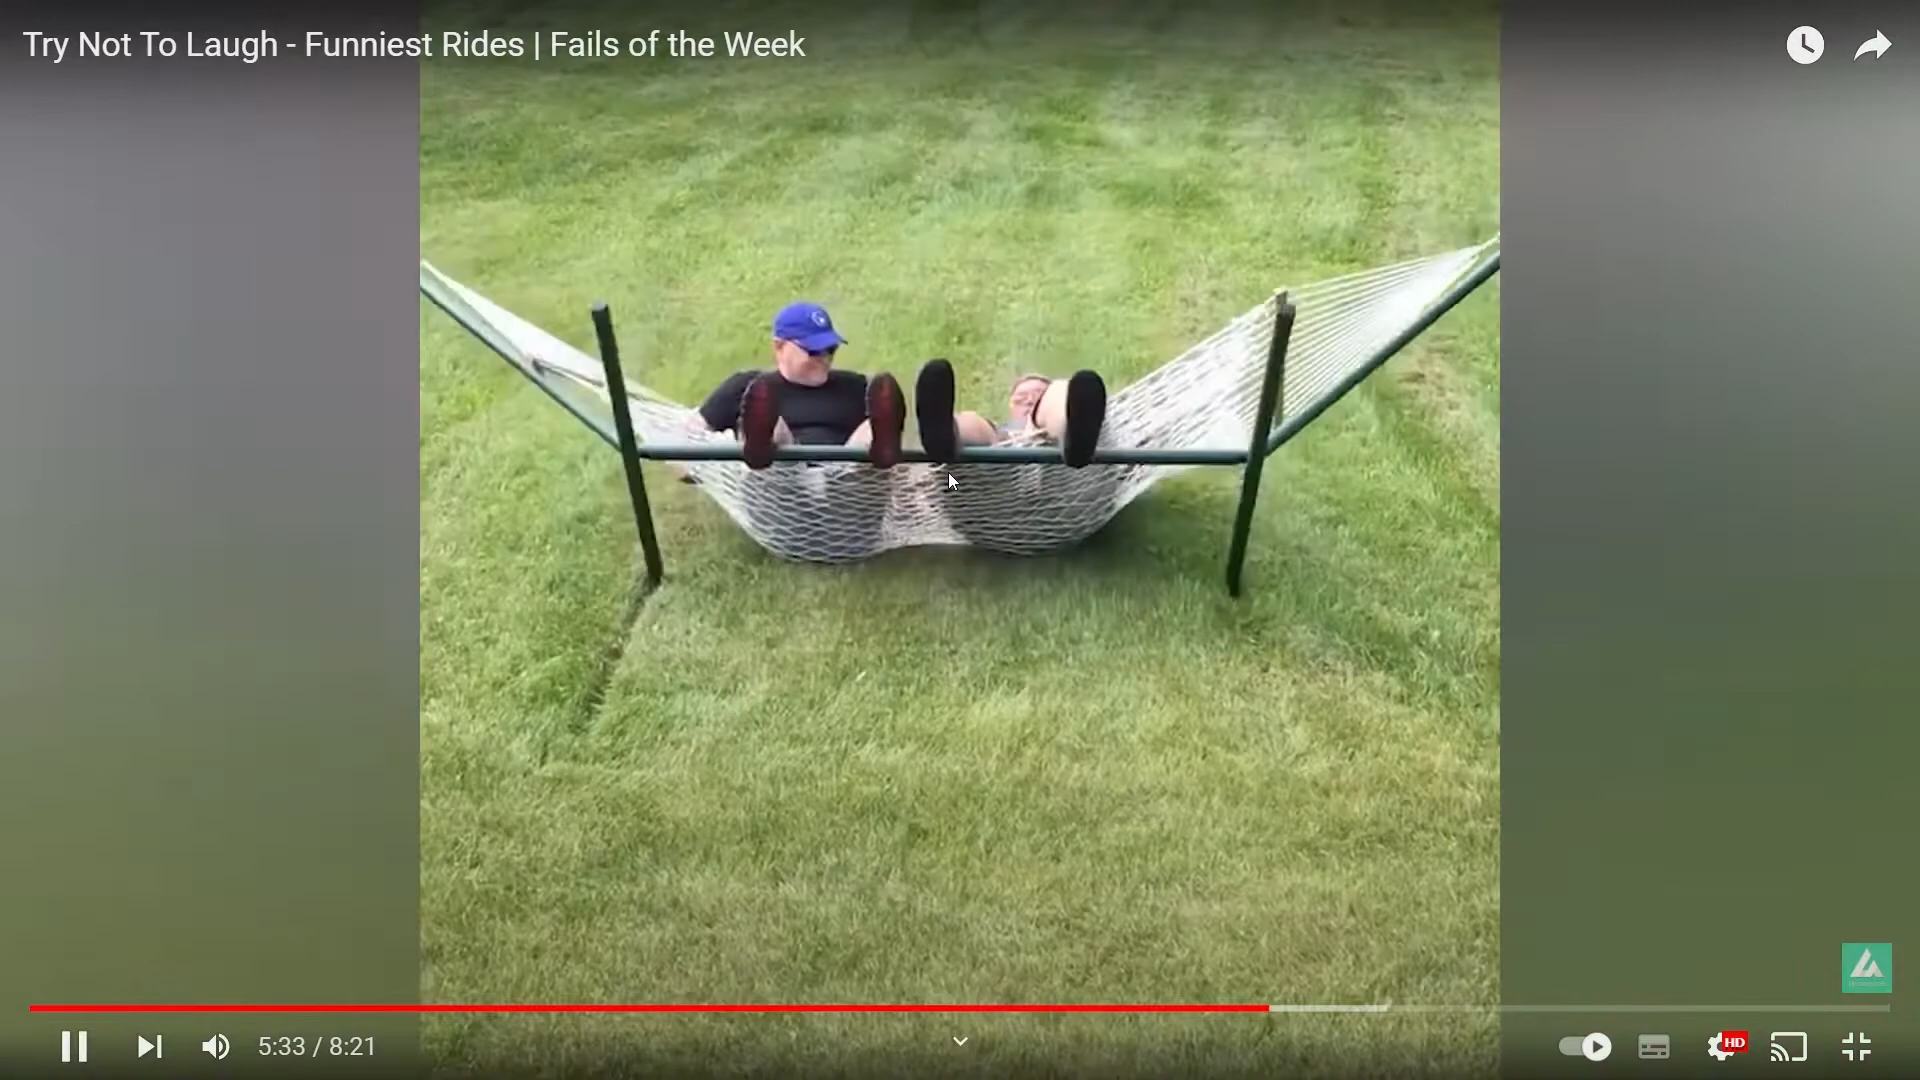 Try Not To Laugh - Funniest Rides | Fails of the Week
5:33 / 8:21
HD